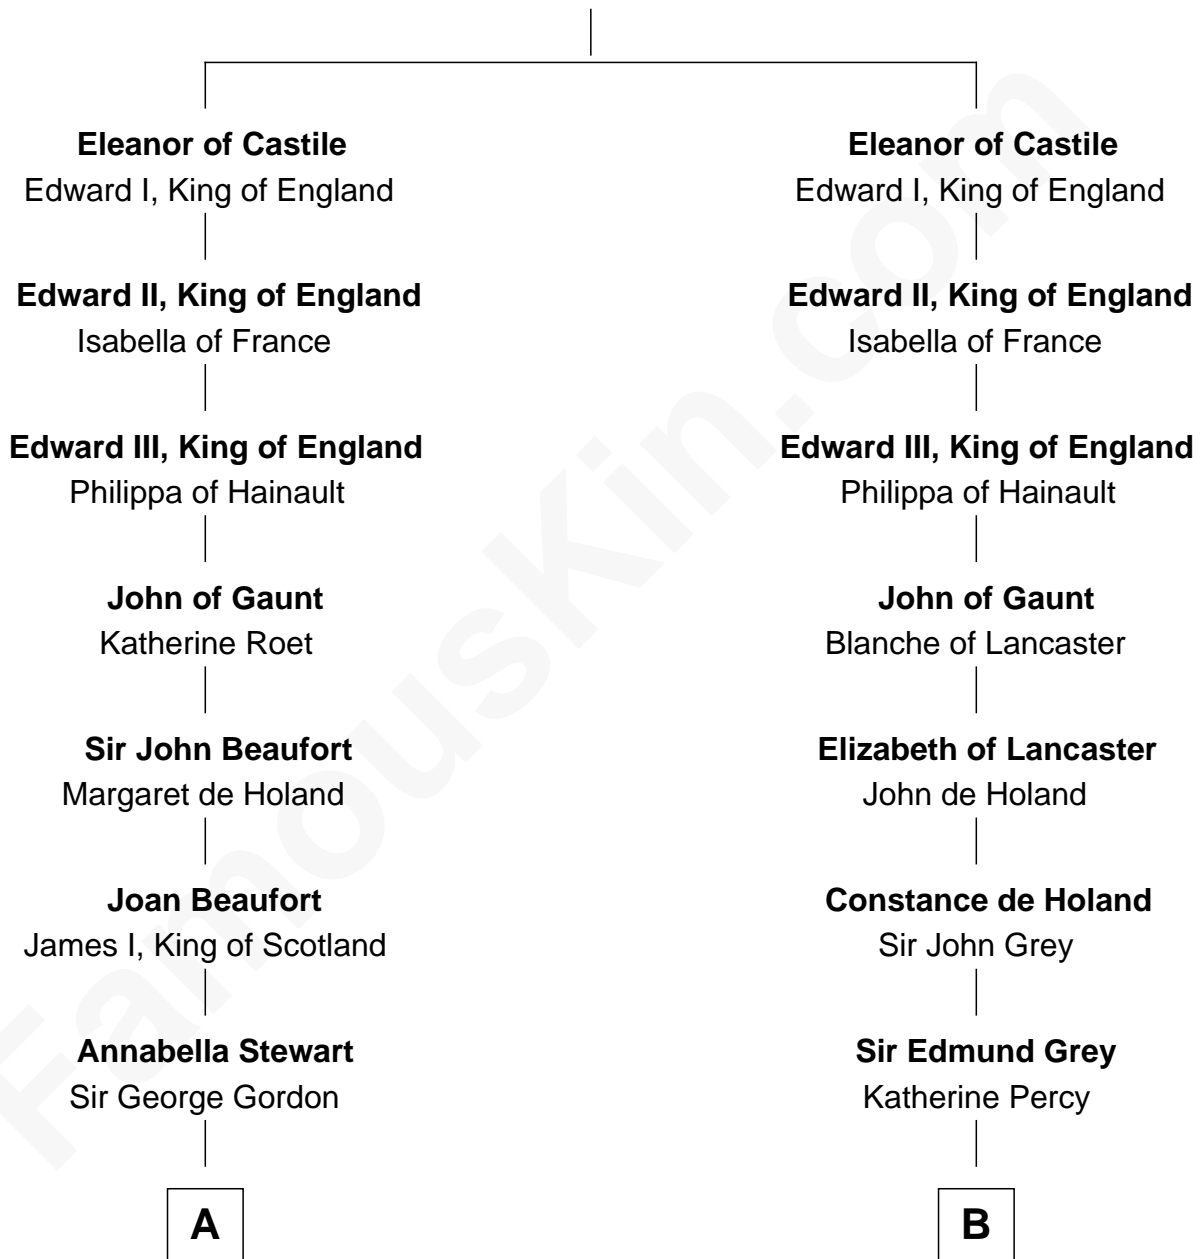 Eleanor of Castile
Edward I, King of England
Edward II, King of England
Isabella of France
Edward III, King of England
Philippa of Hainault
John of Gaunt
Katherine Roet
Sir John Beaufort
Margaret de Holand
Joan Beaufort
James I, King of Scotland
Annabella Stewart
Sir George Gordon
A
Eleanor of Castile
Edward I, King of England
Edward II, King of England
Isabella of France
Edward III, King of England
Philippa of Hainault
John of Gaunt
Blanche of Lancaster
Elizabeth of Lancaster
John de Holand
Constance de Holand
Sir John Grey
Sir Edmund Grey
Katherine Percy
B
FamousKin.com